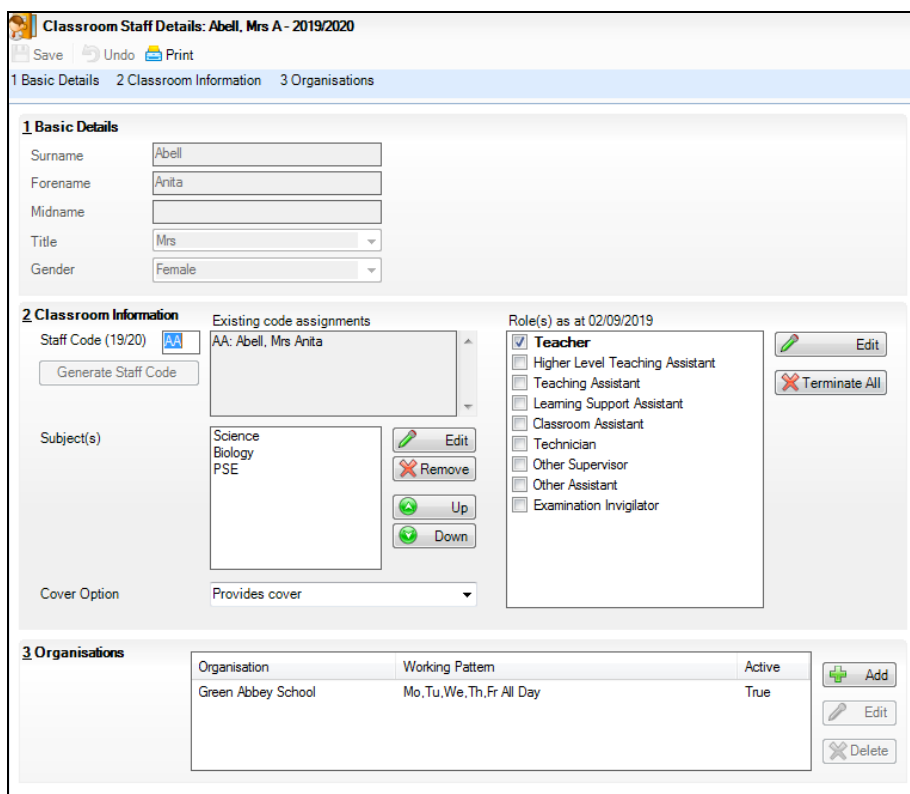 Classroom Staff Details: Abell, Mrs A - 2019/2020
Save Undo Print
1 Basic Details 2 Classroom Information 3 Organisations
1 Basic Details
Surname Abell
Forename Anita
Midname
Title Mrs
Gender Female
2 Classroom Information
Staff Code (19/20) AA
Generate Staff Code
Existing code assignments
AA: Abell, Mrs Anita
Subject(s)
Science
Biology
PSE
Edit
Remove
Up
Down
Cover Option Provides cover
Role(s) as at 02/09/2019
Teacher
Higher Level Teaching Assistant
Teaching Assistant
Learning Support Assistant
Classroom Assistant
Technician
Other Supervisor
Other Assistant
Examination Invigilator
Edit
Terminate All
3 Organisations
Organisation Working Pattern Active
Green Abbey School Mo,Tu,We,Th,Fr All Day True
Add
Edit
Delete